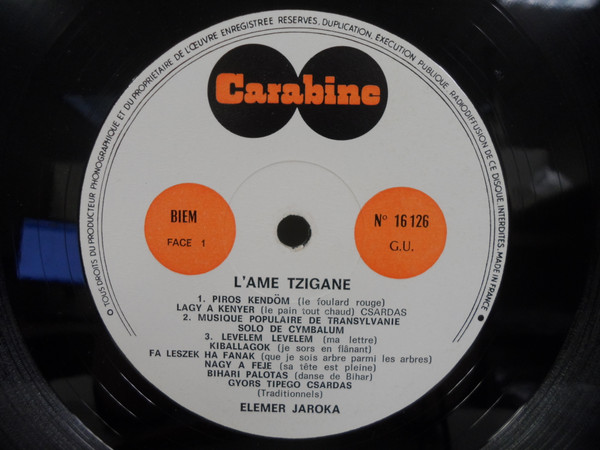 © TOUS DROITS DU PRODUCTEUR PHONOGRAPHIQUE ET DU PROPRIETAIRE DE L'ŒUVRE ENREGISTREE RESERVES, DUPLICATION, EXECUTION PUBLIQUE, RADIODIFFUSION DE CE DISQUE INTERDITES, MADE IN FRANCE
Carabine
BIEM
FACE 1
N° 16126
G.U.
L'AME TZIGANE
1. PIROS KENDÖM (le foulard rouge)
LAGY A KENYER (le pain tout chaud) CSARDAS
2. MUSIQUE POPULAIRE DE TRANSYLVANIE
SOLO DE CYMBALUM
3. LEVELEM LEVELEM (ma lettre)
KIBALLAGOK (je sors en flânant)
FA LESZEK HA FANAK (que je sois arbre parmi les arbres)
NAGY A FEJE (sa tête est pleine)
BIHARI PALOTAS (danse de Bihar)
GYORS TIPEGO CSARDAS
(Traditionnels)
ELEMER JAROKA